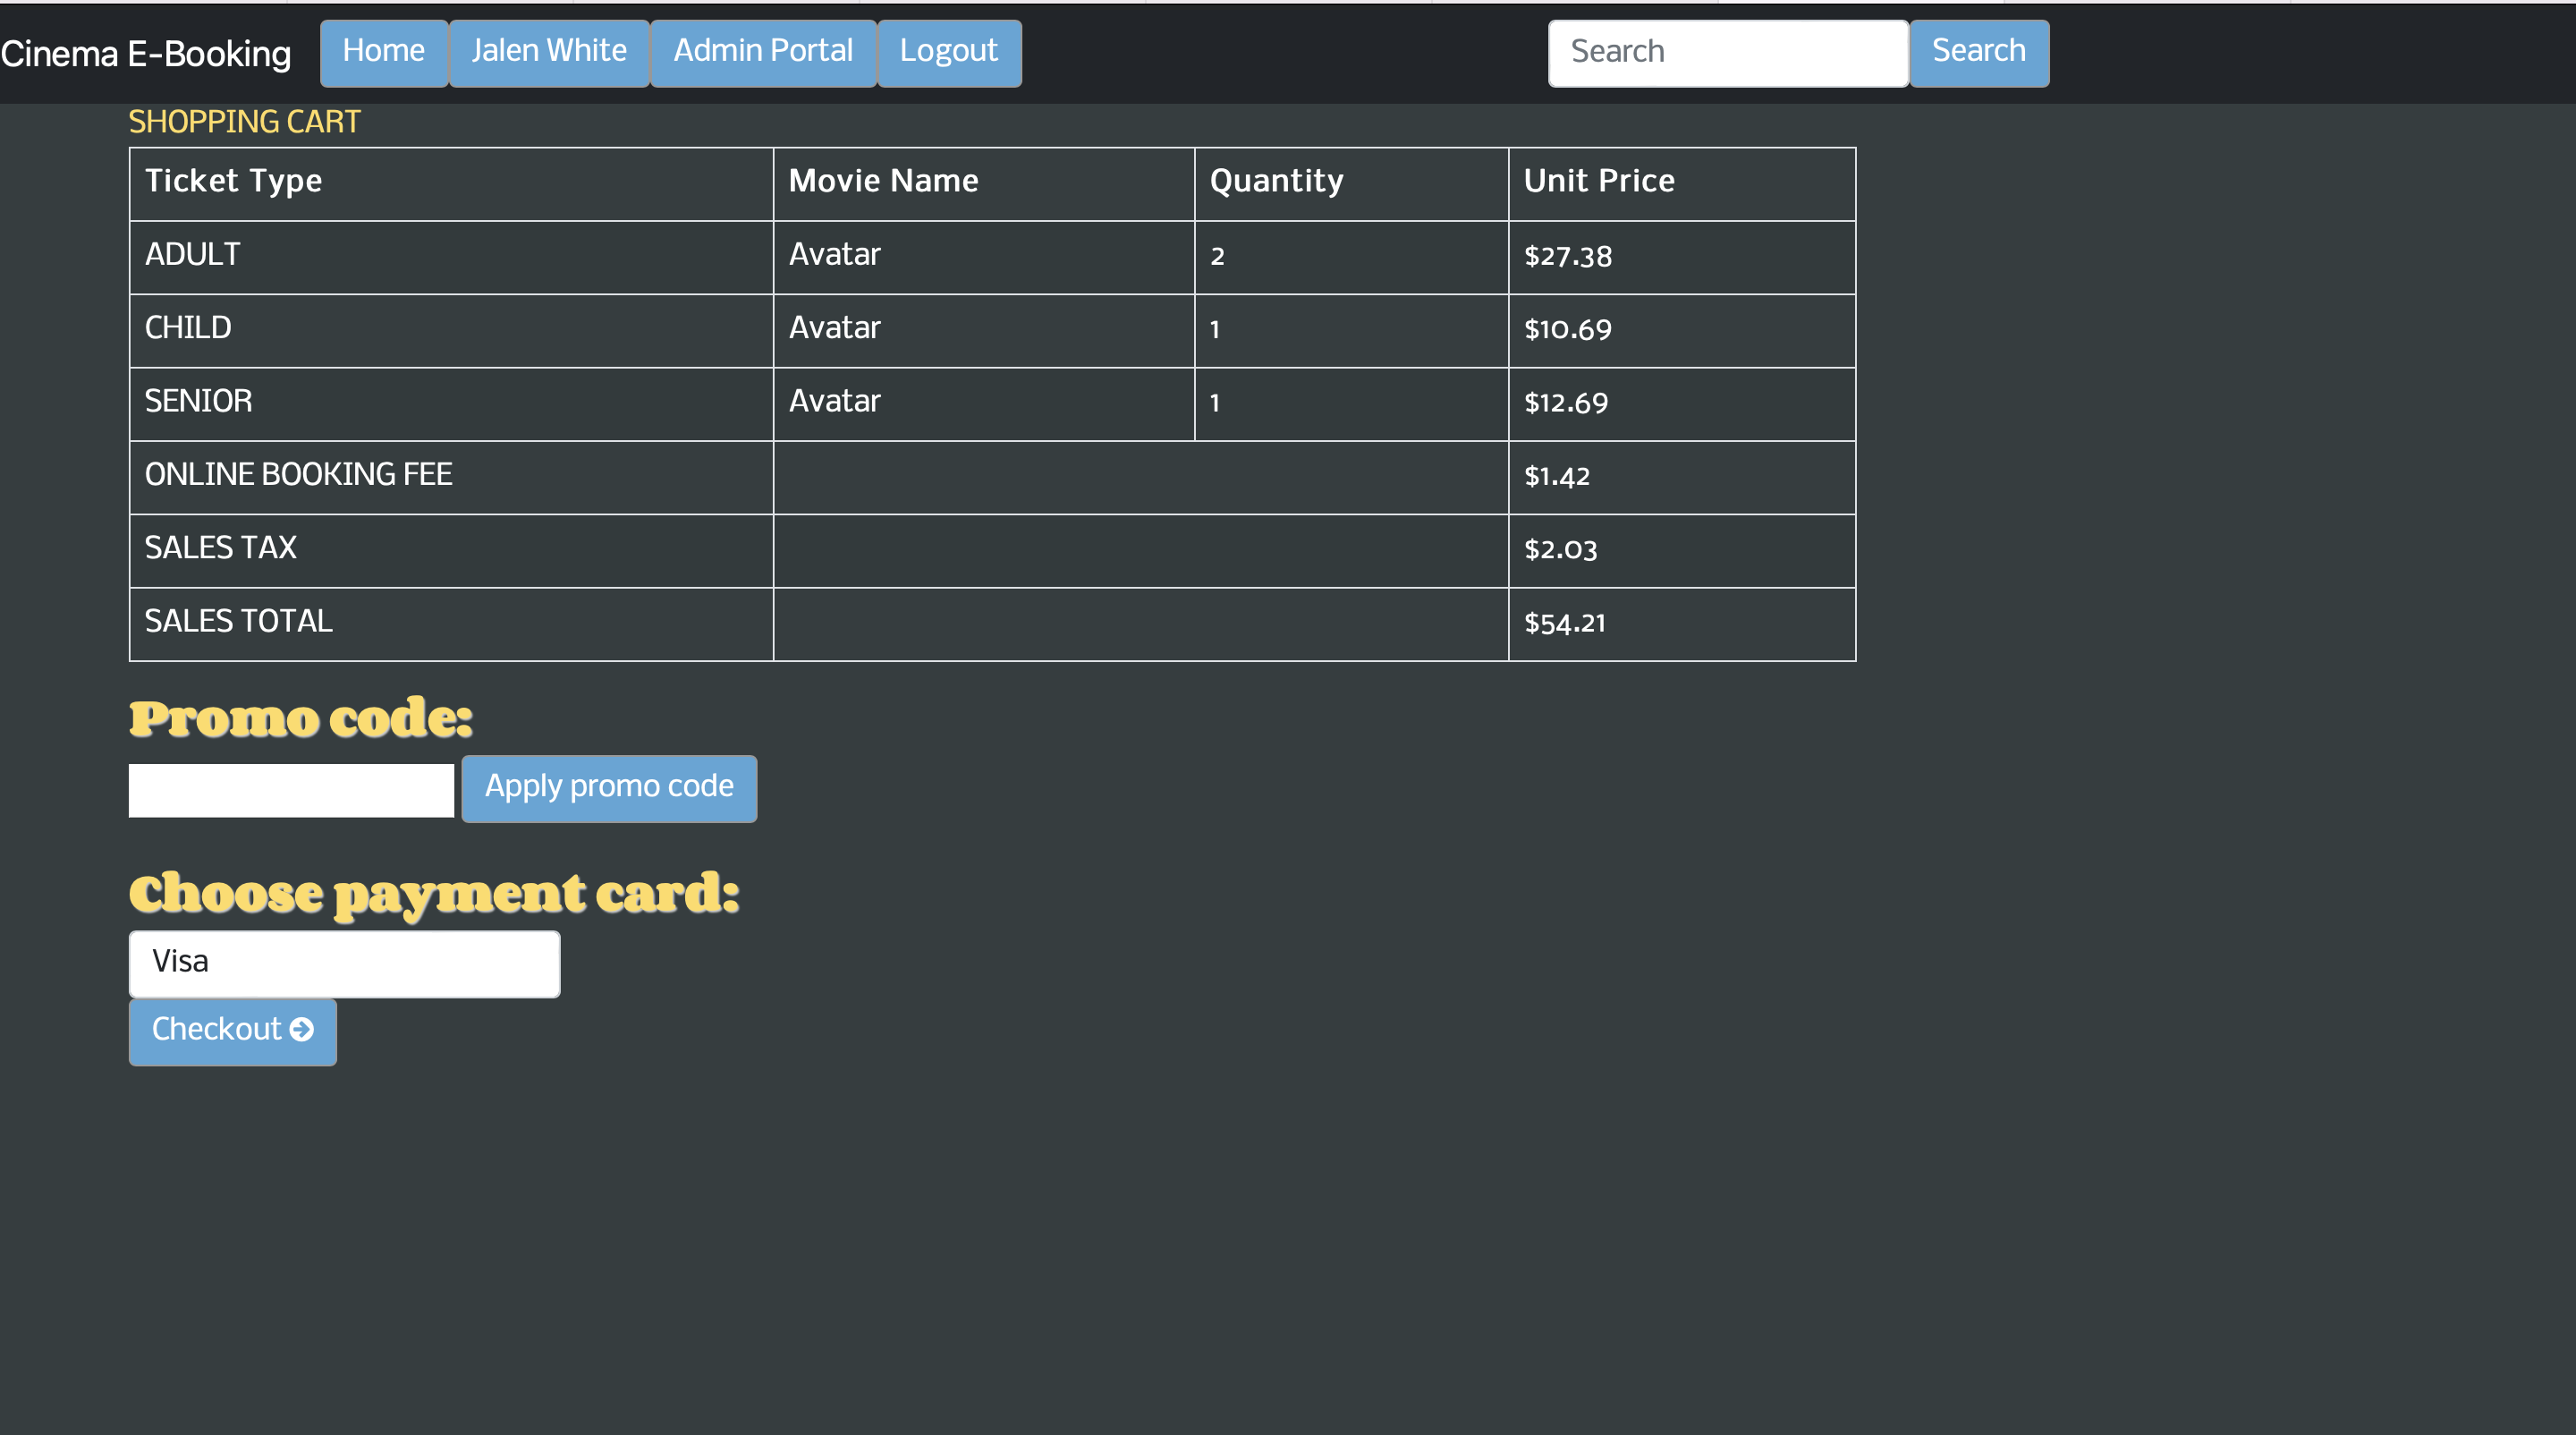 Cinema E-Booking Home Jalen White Admin Portal Logout Search Search
SHOPPING CART
Ticket Type Movie Name Quantity Unit Price
ADULT Avatar 2 $27.38
CHILD Avatar 1 $10.69
SENIOR Avatar 1 $12.69
ONLINE BOOKING FEE $1.42
SALES TAX $2.03
SALES TOTAL $54.21
Promo code:
Apply promo code
Choose payment card:
Visa
Checkout